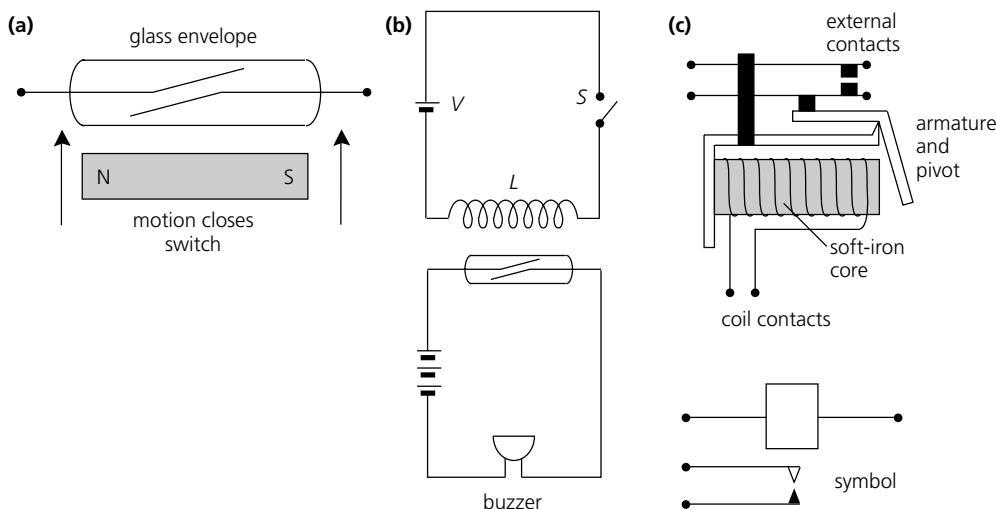 (a)
glass envelope
N
S
motion closes
switch
(b)
V
S
L
buzzer
(c)
external
contacts
armature
and
pivot
soft-iron
core
coil contacts
symbol